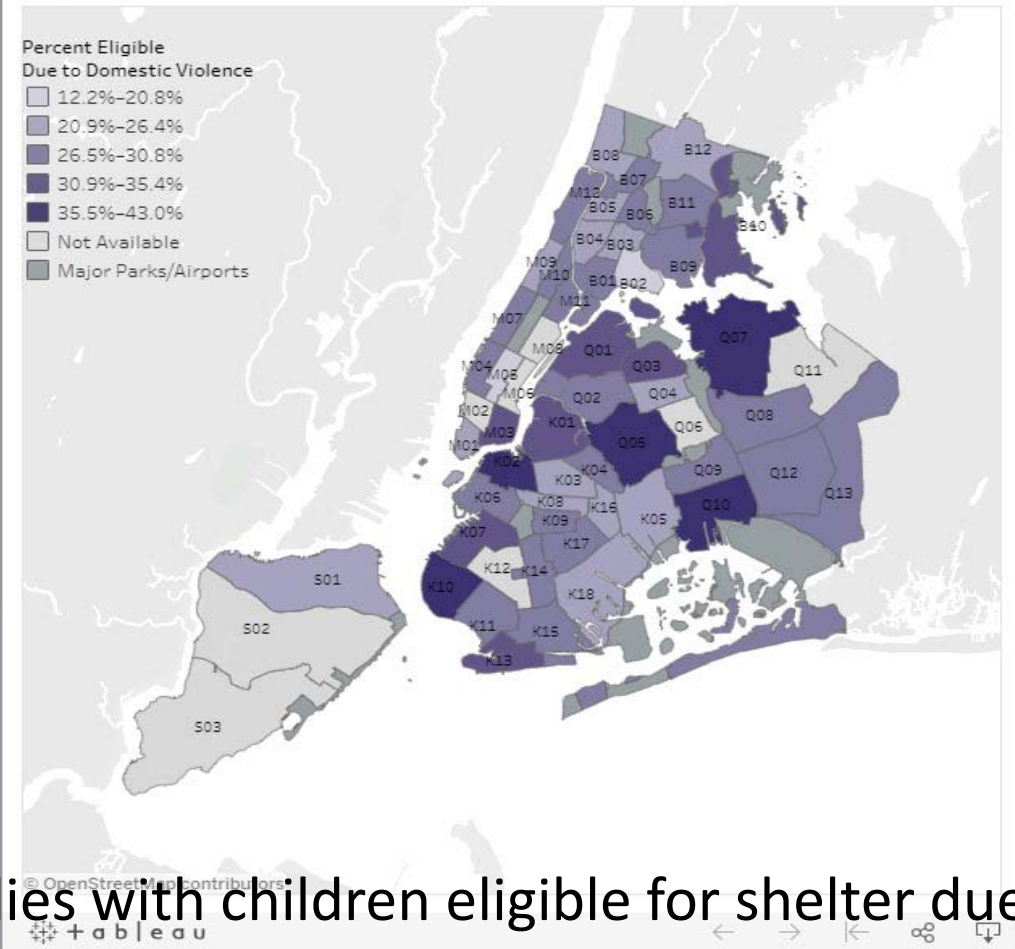 Percent Eligible
Due to Domestic Violence
12.2%–20.8%
20.9%–26.4%
26.5%–30.8%
30.9%–35.4%
35.5%–43.0%
Not Available
Major Parks/Airports
B12
B08
B07
M12
B05
B06
B11
B10
B04
B03
M09
M10
B09
B01
B02
M11
M07
Q07
M08
Q01
Q03
M04
M05
Q11
M06
Q02
Q04
M02
Q08
K01
Q06
M03
M01
Q05
K02
K04
Q09
Q12
K03
Q13
K06
K08
K16
Q10
K09
K05
K07
K17
K12
K14
S01
K10
K18
S02
K11
K15
K13
S03
© OpenStreetMap contributors
ies with children eligible for shelter due
+ a b | e a u